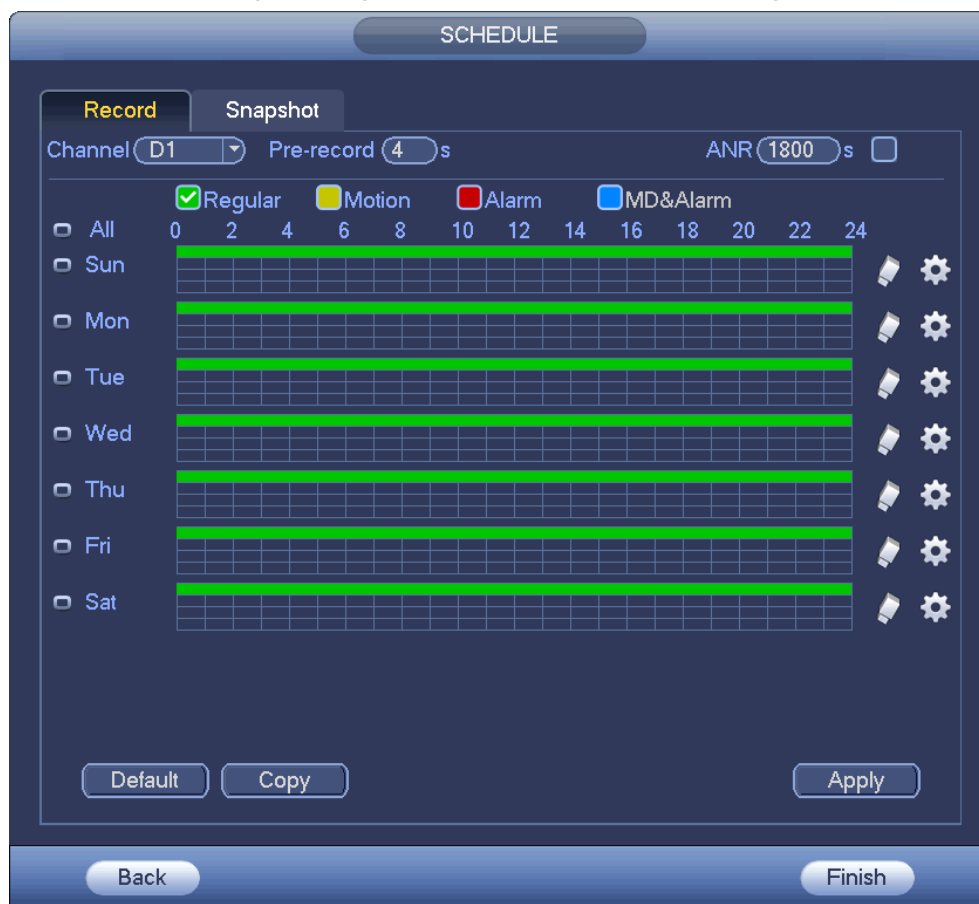 SCHEDULE
Record Snapshot
Channel D1 Pre-record 4 s ANR 1800 s
Regular Motion Alarm MD&Alarm
All 0 2 4 6 8 10 12 14 16 18 20 22 24
Sun
Mon
Tue
Wed
Thu
Fri
Sat
Default Copy Apply
Back Finish